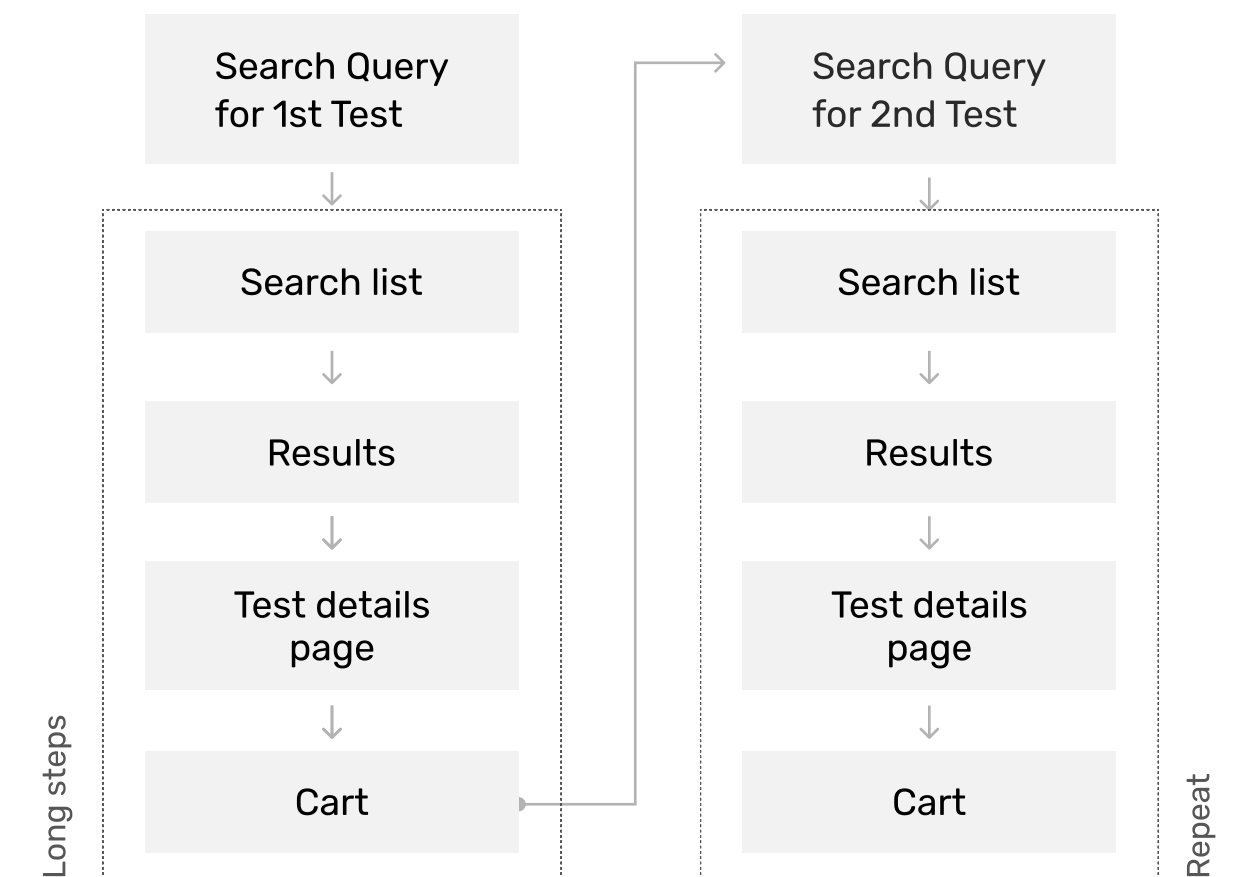 Search Query
for 1st Test
Search list
Results
Test details
page
Cart
Long steps
Search Query
for 2nd Test
Search list
Results
Test details
page
Cart
Repeat